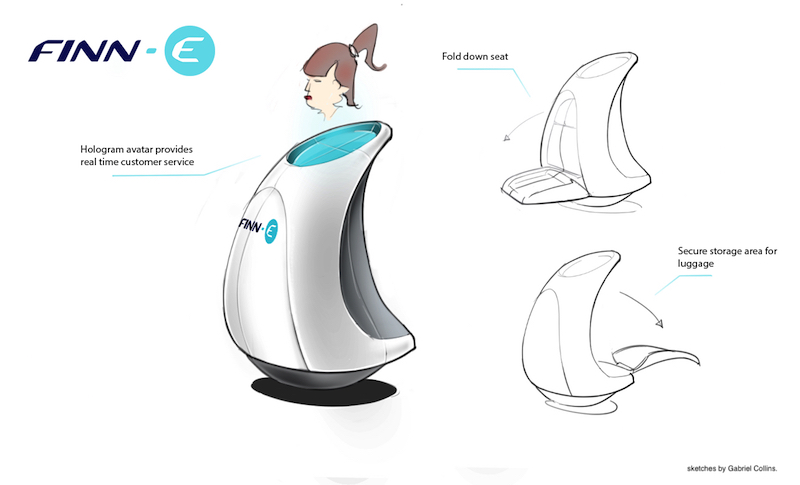 FINN-E
Hologram avatar provides
real time customer service
FINN-E
Fold down seat
Secure storage area for
luggage
sketches by Gabriel Collins.